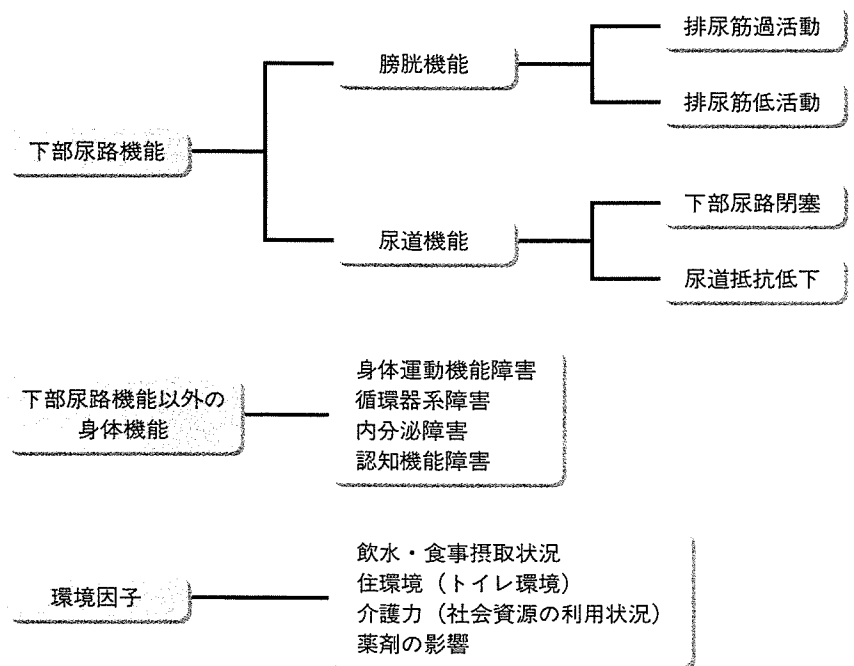 排尿筋過活動
膀胱機能
排尿筋低活動
下部尿路機能
下部尿路閉塞
尿道機能
尿道抵抗低下
下部尿路機能以外の
身体機能
身体運動機能障害
循環器系障害
内分泌障害
認知機能障害
環境因子
飲水・食事摂取状況
住環境（トイレ環境）
介護力（社会資源の利用状況）
薬剤の影響